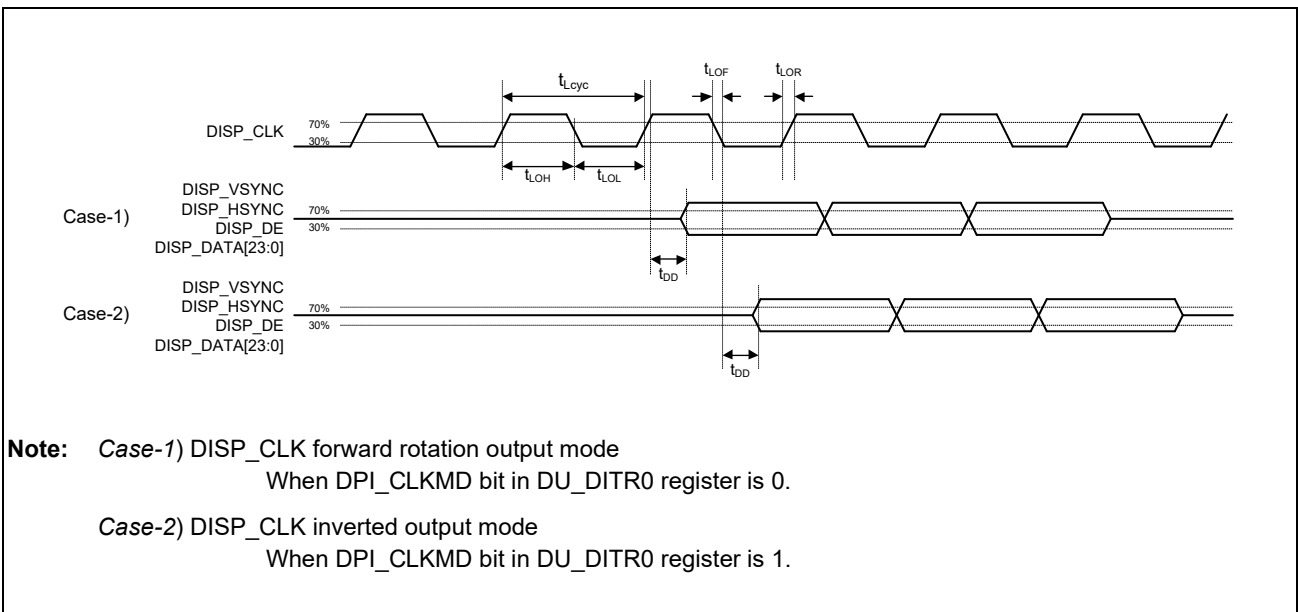 tLcyc
tLOF
tLOR
DISP_CLK
70%
30%
tLOH
tLOL
Case-1)
DISP_VSYNC
DISP_HSYNC
DISP_DE
DISP_DATA[23:0]
70%
30%
tDD
Case-2)
DISP_VSYNC
DISP_HSYNC
DISP_DE
DISP_DATA[23:0]
70%
30%
tDD
Note: Case-1) DISP_CLK forward rotation output mode
When DPI_CLKMD bit in DU_DITR0 register is 0.
Case-2) DISP_CLK inverted output mode
When DPI_CLKMD bit in DU_DITR0 register is 1.